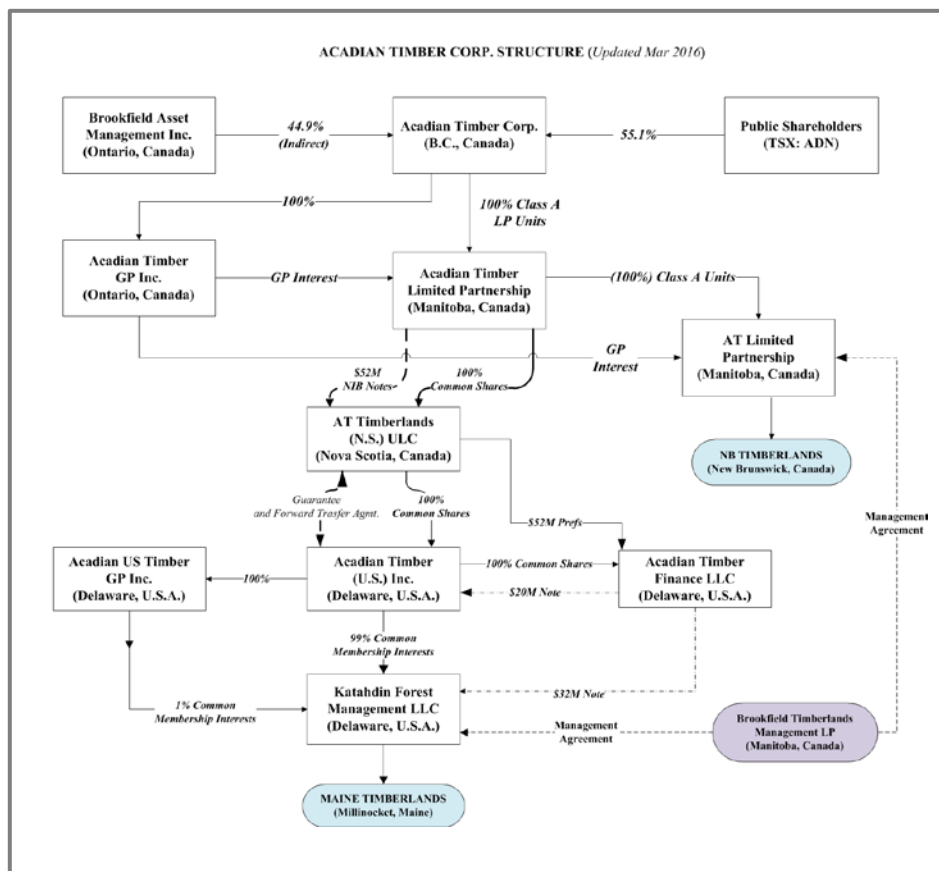 ACADIAN TIMBER CORP. STRUCTURE (Updated Mar 2016)
Brookfield Asset
Management Inc.
(Ontario, Canada)
44.9%
(Indirect)
Acadian Timber Corp.
(B.C., Canada)
55.1%
Public Shareholders
(TSX: ADN)
100%
100% Class A
LP Units
Acadian Timber
GP Inc.
(Ontario, Canada)
GP Interest
Acadian Timber
Limited Partnership
(Manitoba, Canada)
(100%) Class A Units
GP
Interest
AT Limited
Partnership
(Manitoba, Canada)
$52M
NIB Notes
100%
Common Shares
AT Timberlands
(N.S.) ULC
(Nova Scotia, Canada)
NB TIMBERLANDS
(New Brunswick, Canada)
Guarantee
and Forward Trasfer Agmt.
100%
Common Shares
$52M Prefs
Management
Agreement
Acadian US Timber
GP Inc.
(Delaware, U.S.A.)
100%
Acadian Timber
(U.S.) Inc.
(Delaware, U.S.A.)
100% Common Shares
$20M Note
Acadian Timber
Finance LLC
(Delaware, U.S.A.)
99% Common
Membership Interests
1% Common
Membership Interests
Katahdin Forest
Management LLC
(Delaware, U.S.A.)
$32M Note
Management
Agreement
Brookfield Timberlands
Management LP
(Manitoba, Canada)
MAINE TIMBERLANDS
(Millinocket, Maine)